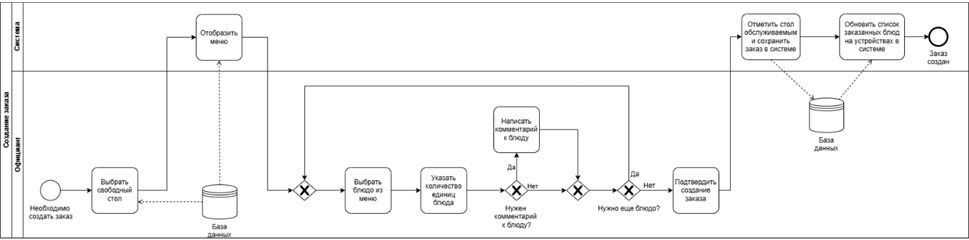 Создание заказа
Система
Официант
Отобразить
меню
Отметить стол
обслуживаемым
и сохранить
заказ в системе
Обновить список
заказанных блюд
на устройствах в
системе
Заказ
создан
База
данных
Написать
комментарий
к блюду
Да
Да
Необходимо
создать заказ
Выбрать
свободный
стол
База
данных
Выбрать
блюдо из
меню
Указать
количество
единиц
блюда
Нет
Нужен
комментарий
к блюду?
Нужно еще блюдо?
Нет
Подтвердить
создание
заказа